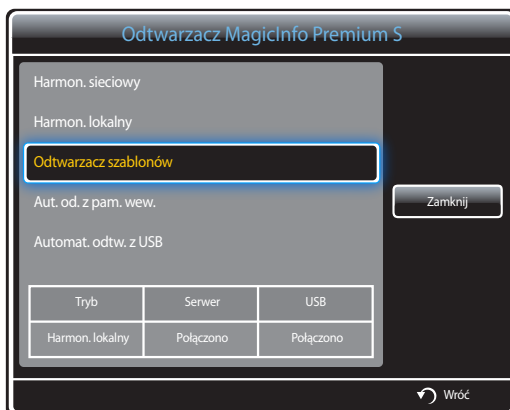 Odtwarzacz MagicInfo Premium S
Harmon. sieciowy
Harmon. lokalny
Odtwarzacz szablonów
Aut. od. z pam. wew.
Automat. odtw. z USB
Zamknij
Tryb Serwer USB
Harmon. lokalny Połączono Połączono
Wróć